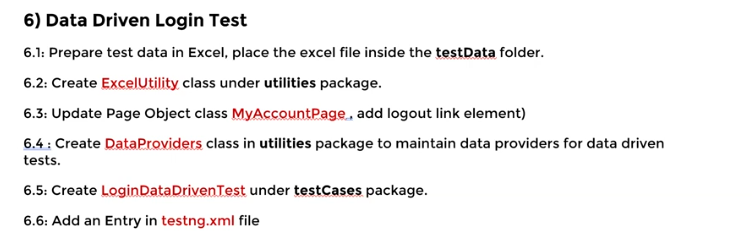 6) Data Driven Login Test
6.1: Prepare test data in Excel, place the excel file inside the testData folder.
6.2: Create ExcelUtility class under utilities package.
6.3: Update Page Object class MyAccountPage , add logout link element)
6.4 : Create DataProviders class in utilities package to maintain data providers for data driven
tests.
6.5: Create LoginDataDrivenTest under testCases package.
6.6: Add an Entry in testng.xml file